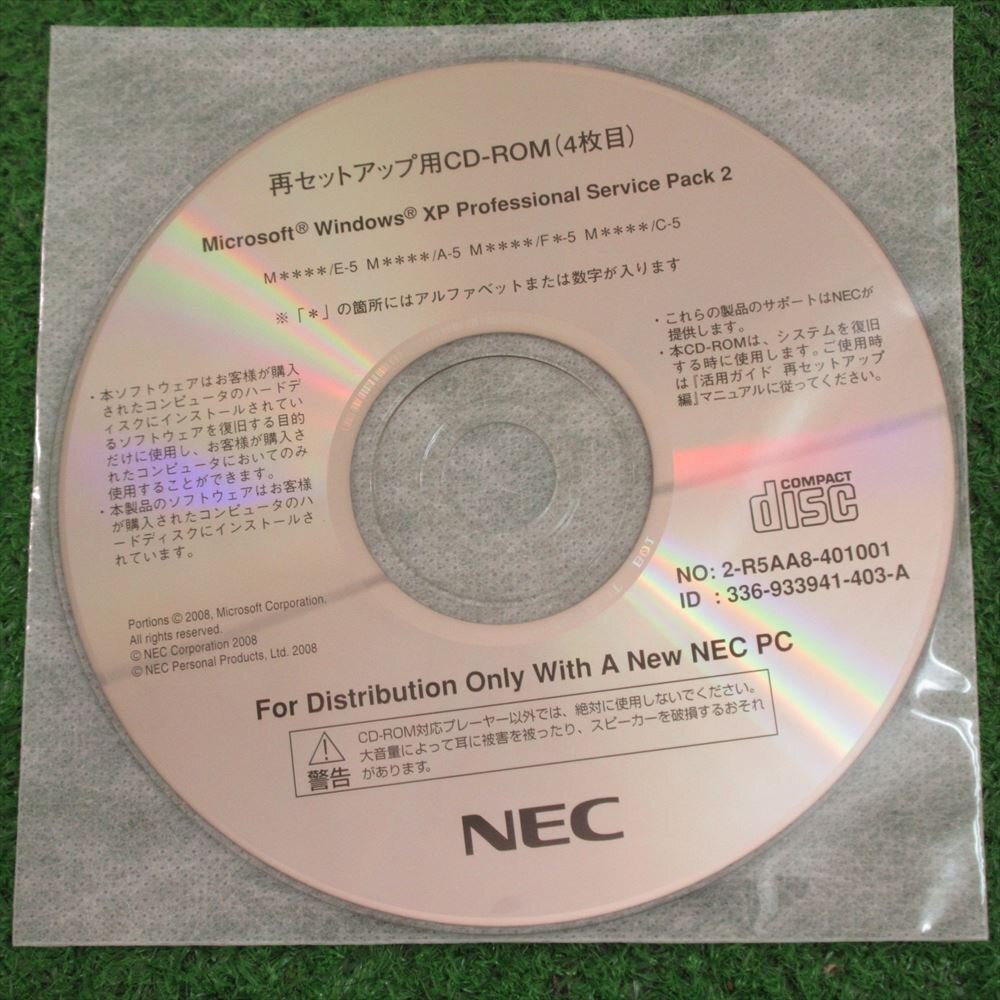 再セットアップ用CD-ROM(4枚目)
Microsoft® Windows® XP Professional Service Pack 2
M****/E-5 M****/A-5 M****/F*-5 M****/C-5
※「*」の箇所にはアルファベットまたは数字が入ります
・これらの製品のサポートはNECが
提供します。
・本CD-ROMは、システムを復旧
する時に使用します。ご使用時
は『活用ガイド 再セットアップ
編』マニュアルに従ってください。
・本ソフトウェアはお客様が購入
されたコンピュータのハードデ
ィスクにインストールされてい
るソフトウェアを復旧する目的
だけに使用し、お客様が購入さ
れたコンピュータにおいてのみ
使用することができます。
・本製品のソフトウェアはお客様
が購入されたコンピュータのハ
ードディスクにインストールさ
れています。
COMPACT
disc
NO: 2-R5AA8-401001
ID : 336-933941-403-A
Portions © 2008, Microsoft Corporation.
All rights reserved.
© NEC Corporation 2008
© NEC Personal Products, Ltd. 2008
For Distribution Only With A New NEC PC
警告
CD-ROM対応プレーヤー以外では、絶対に使用しないでください。
大音量によって耳に被害を被ったり、スピーカーを破損するおそれ
があります。
NEC